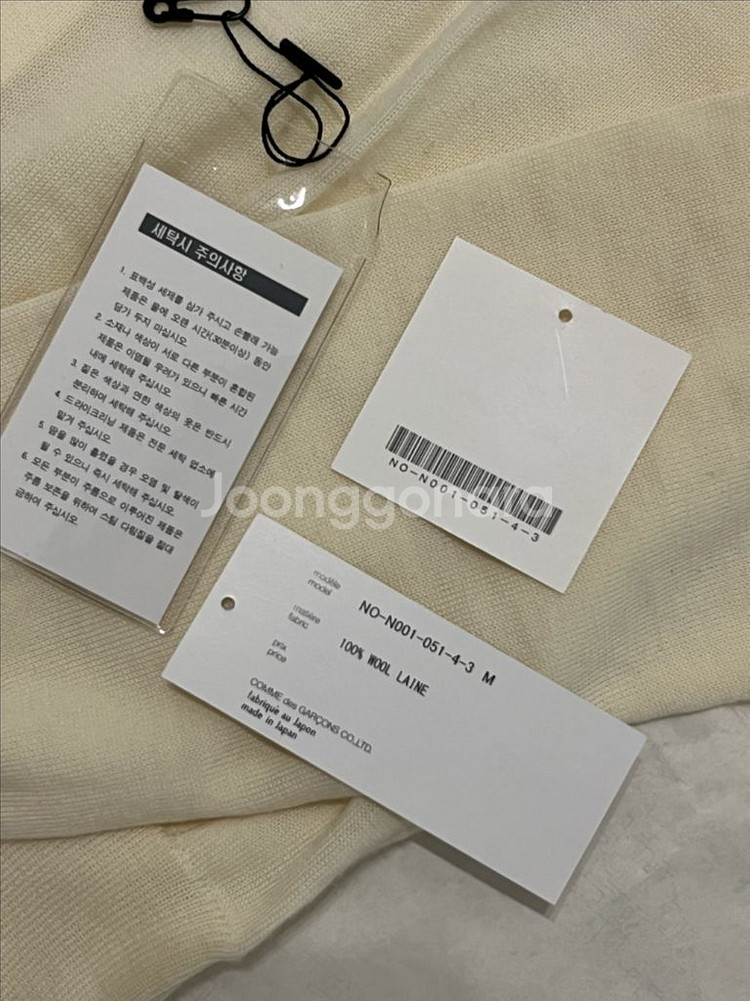 세탁시 주의사항
1. 표백성 세제를 삼가 주시고 손빨래 가능
제품은 물에 오랜 시간(30분이상) 동안
담가 두지 마십시오.
2. 소재나 색상이 서로 다른 부분이 혼합된
제품은 이염될 우려가 있으니 빠른 시간
내에 세탁해 주십시오.
3. 짙은 색상과 연한 색상의 옷은 반드시
분리하여 세탁해 주십시오.
4. 드라이크리닝 제품은 전문 세탁 업소에
맡겨 주십시오.
5. 땀을 많이 흘렸을 경우 오염 및 탈색이
될 수 있으니 즉시 세탁해 주십시오.
6. 모든 부분이 주름으로 이루어진 제품은
주름 보존을 위하여 스팀 다림질을 절대
금하여 주십시오.
NO-N001-051-4-3
Joonggonara
modèle
model
NO-N001-051-4-3 M
matière
fabric
100% WOOL LAINE
prix
price
COMME des GARÇONS CO.,LTD.
fabriqué au Japon
made in Japan